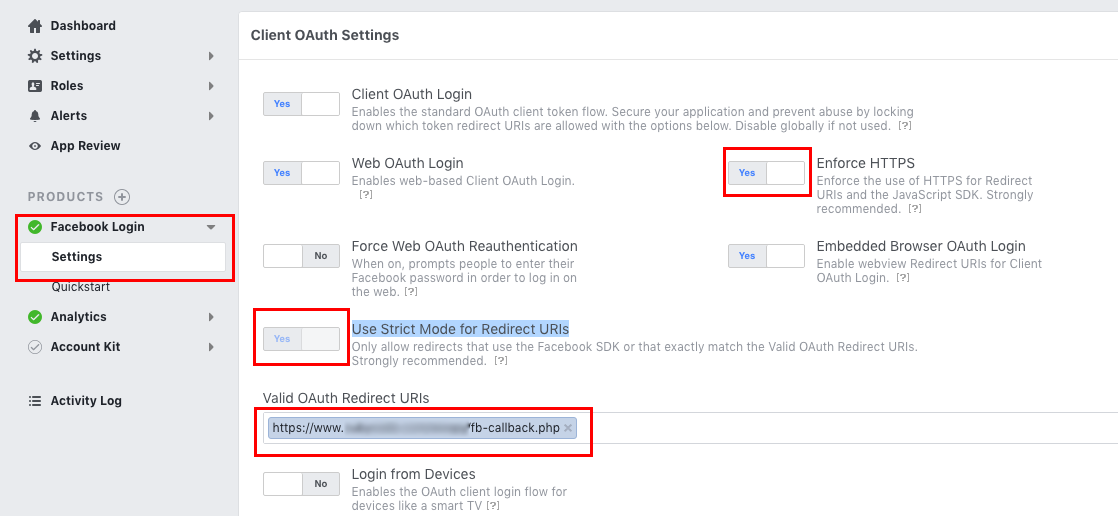 Dashboard
Settings
Roles
Alerts
App Review
PRODUCTS
Facebook Login
Settings
Quickstart
Analytics
Account Kit
Activity Log
Client OAuth Settings
Yes
Client OAuth Login
Enables the standard OAuth client token flow. Secure your application and prevent abuse by locking
down which token redirect URIs are allowed with the options below. Disable globally if not used. [?]
Yes
Web OAuth Login
Enables web-based Client OAuth Login.
[?]
Yes
Enforce HTTPS
Enforce the use of HTTPS for Redirect
URIs and the JavaScript SDK. Strongly
recommended. [?]
No
Force Web OAuth Reauthentication
When on, prompts people to enter their
Facebook password in order to log in on
the web. [?]
Yes
Embedded Browser OAuth Login
Enable webview Redirect URIs for Client
OAuth Login. [?]
Yes
Use Strict Mode for Redirect URIs
Only allow redirects that use the Facebook SDK or that exactly match the Valid OAuth Redirect URIs.
Strongly recommended. [?]
Valid OAuth Redirect URIs
https://www. fb-callback.php ×
No
Login from Devices
Enables the OAuth client login flow for
devices like a smart TV [?]